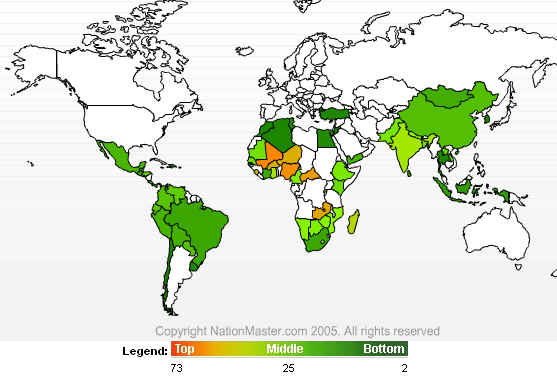 Copyright NationMaster.com 2005. All rights reserved
Legend: Top Middle Bottom
73 25 2